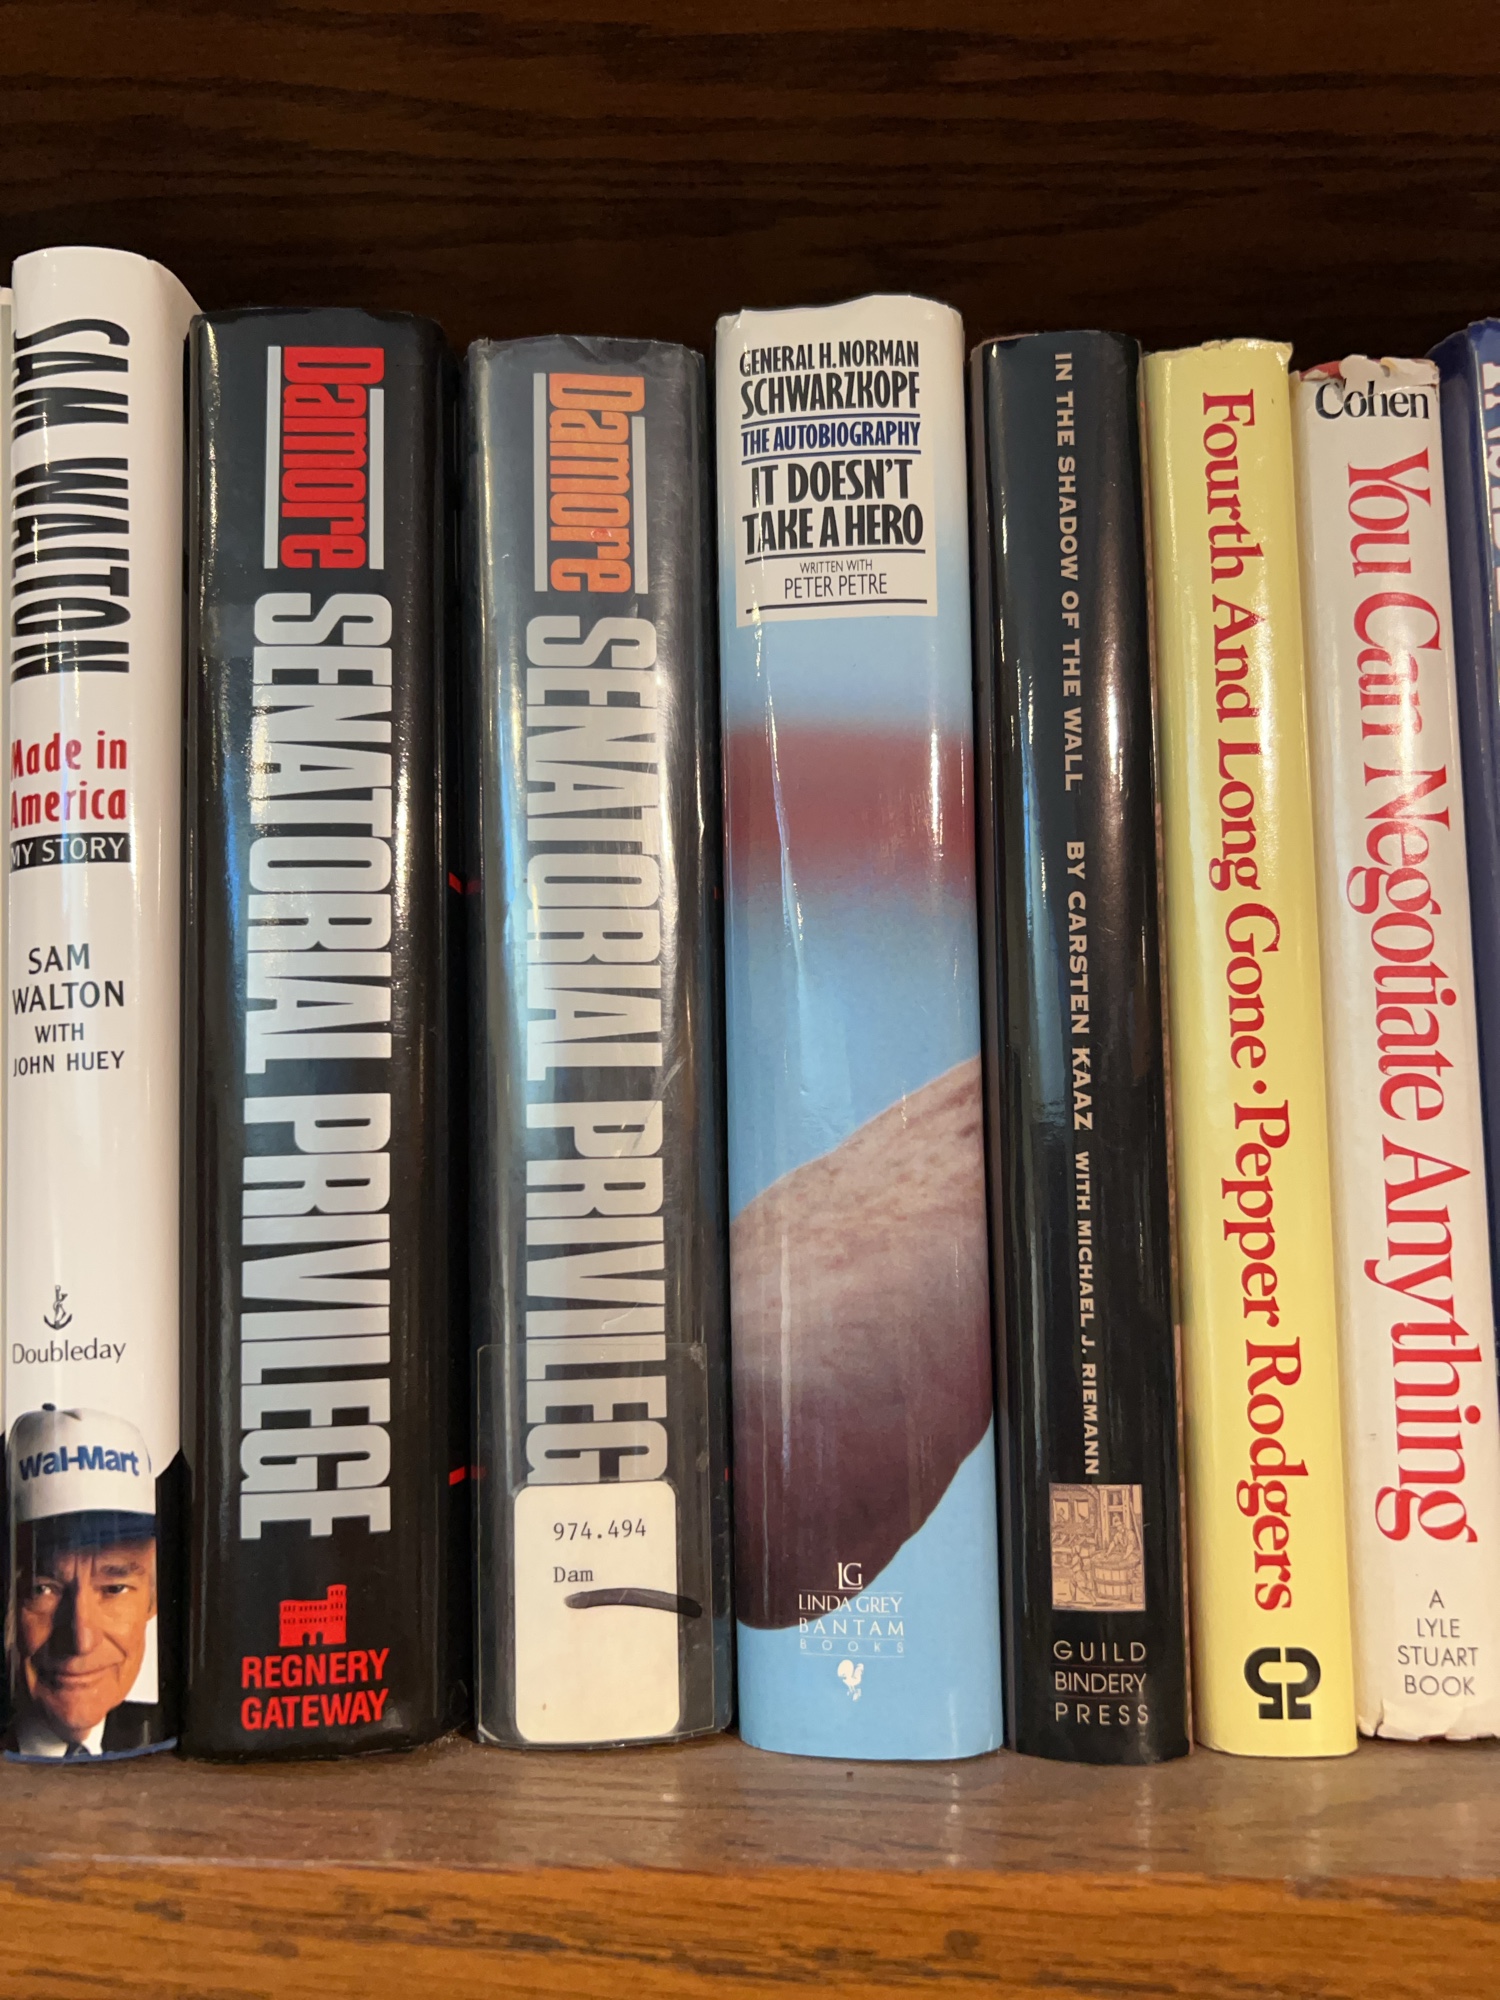 SAM WALTON
Made in
America
MY STORY
SAM
WALTON
WITH
JOHN HUEY
Doubleday
Wal-Mart
Damore
SENATORIAL PRIVILEGE
REGNERY
GATEWAY
Damore
SENATORIAL PRIVILEG
974.494
Dam
GENERAL H. NORMAN
SCHWARZKOPF
THE AUTOBIOGRAPHY
IT DOESN'T
TAKE A HERO
WRITTEN WITH
PETER PETRE
LG
LINDA GREY
BANTAM
BOOKS
IN THE SHADOW OF THE WALL BY CARSTEN KAAZ WITH MICHAEL J. RIEMANN
GUILD
BINDERY
PRESS
Fourth And Long Gone · Pepper Rodgers
Cohen
You Can Negotiate Anything
A
LYLE
STUART
BOOK